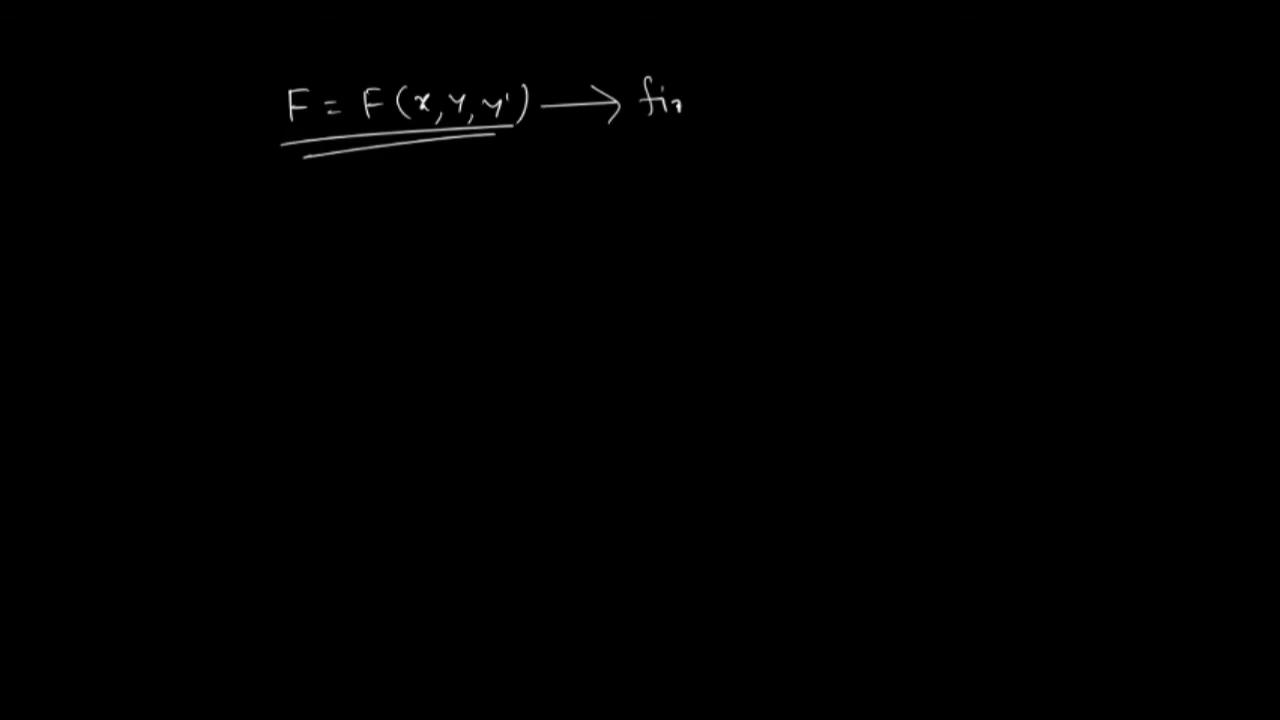 F = F(x, y, y') ⟶